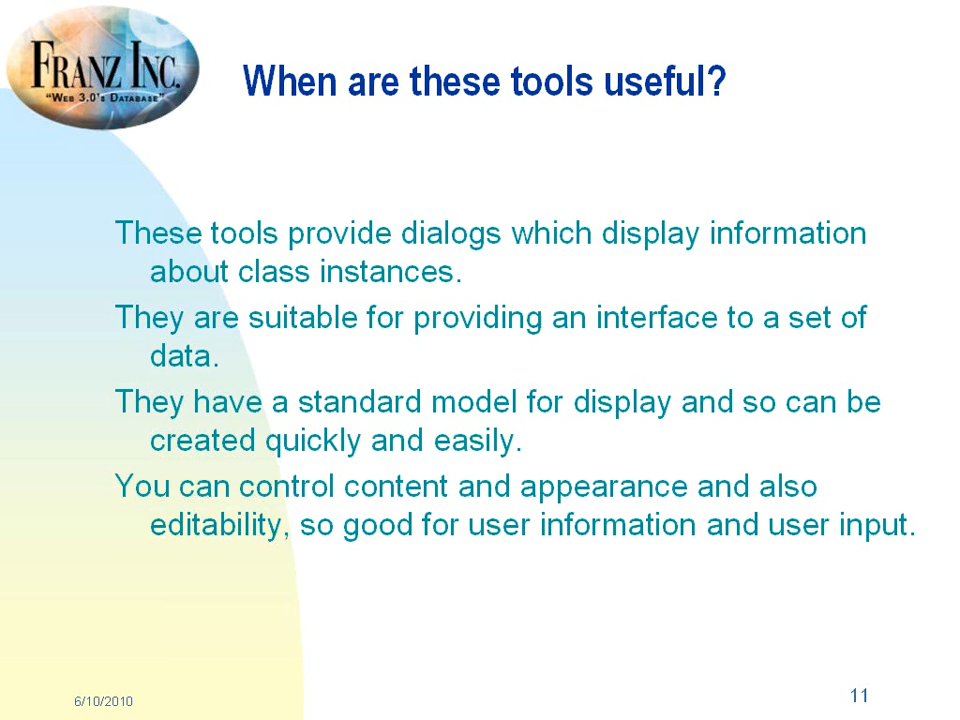 FRANZ INC.
"WEB 3.0's DATABASE"
When are these tools useful?
These tools provide dialogs which display information
about class instances.
They are suitable for providing an interface to a set of
data.
They have a standard model for display and so can be
created quickly and easily.
You can control content and appearance and also
editability, so good for user information and user input.
6/10/2010
11